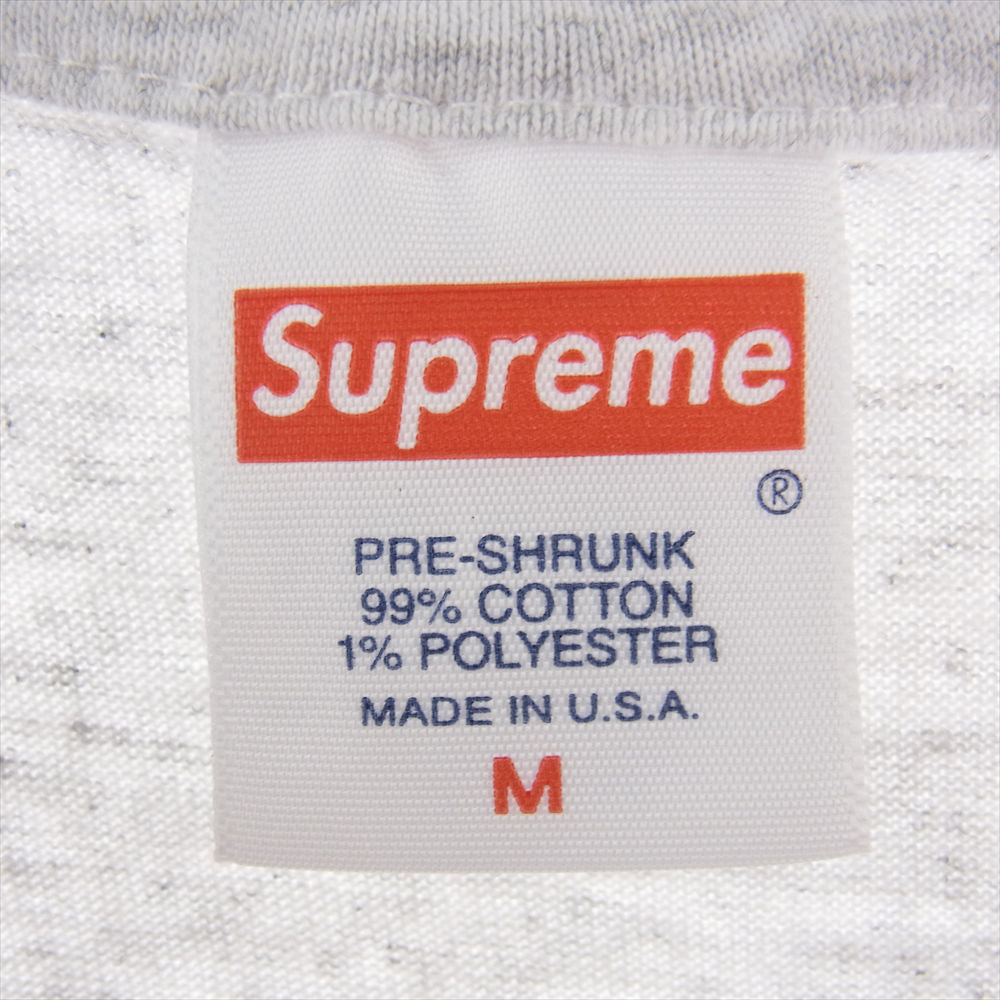 Supreme
®
PRE-SHRUNK
99% COTTON
1% POLYESTER
MADE IN U.S.A.
M